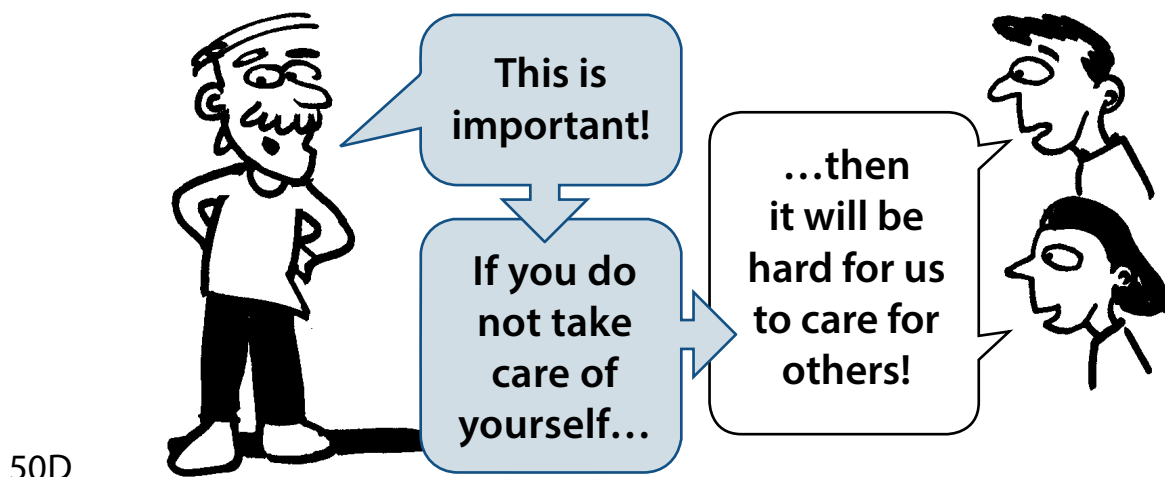 This is
important!
If you do
not take
care of
yourself…
…then
it will be
hard for us
to care for
others!
50D